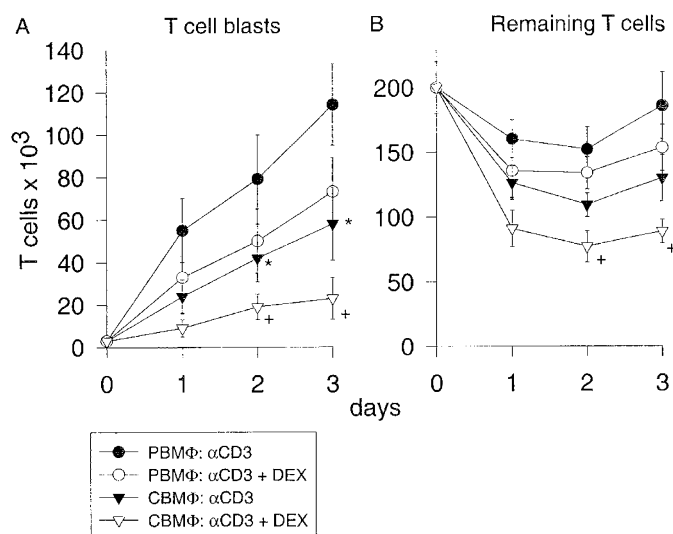 A T cell blasts
B Remaining T cells
T cells x 10³
140
120
100
80
60
40
20
0
200
150
100
50
0
*
*
+
+
+
+
0 1 2 3
0 1 2 3
days
PBMΦ: αCD3
PBMΦ: αCD3 + DEX
CBMΦ: αCD3
CBMΦ: αCD3 + DEX